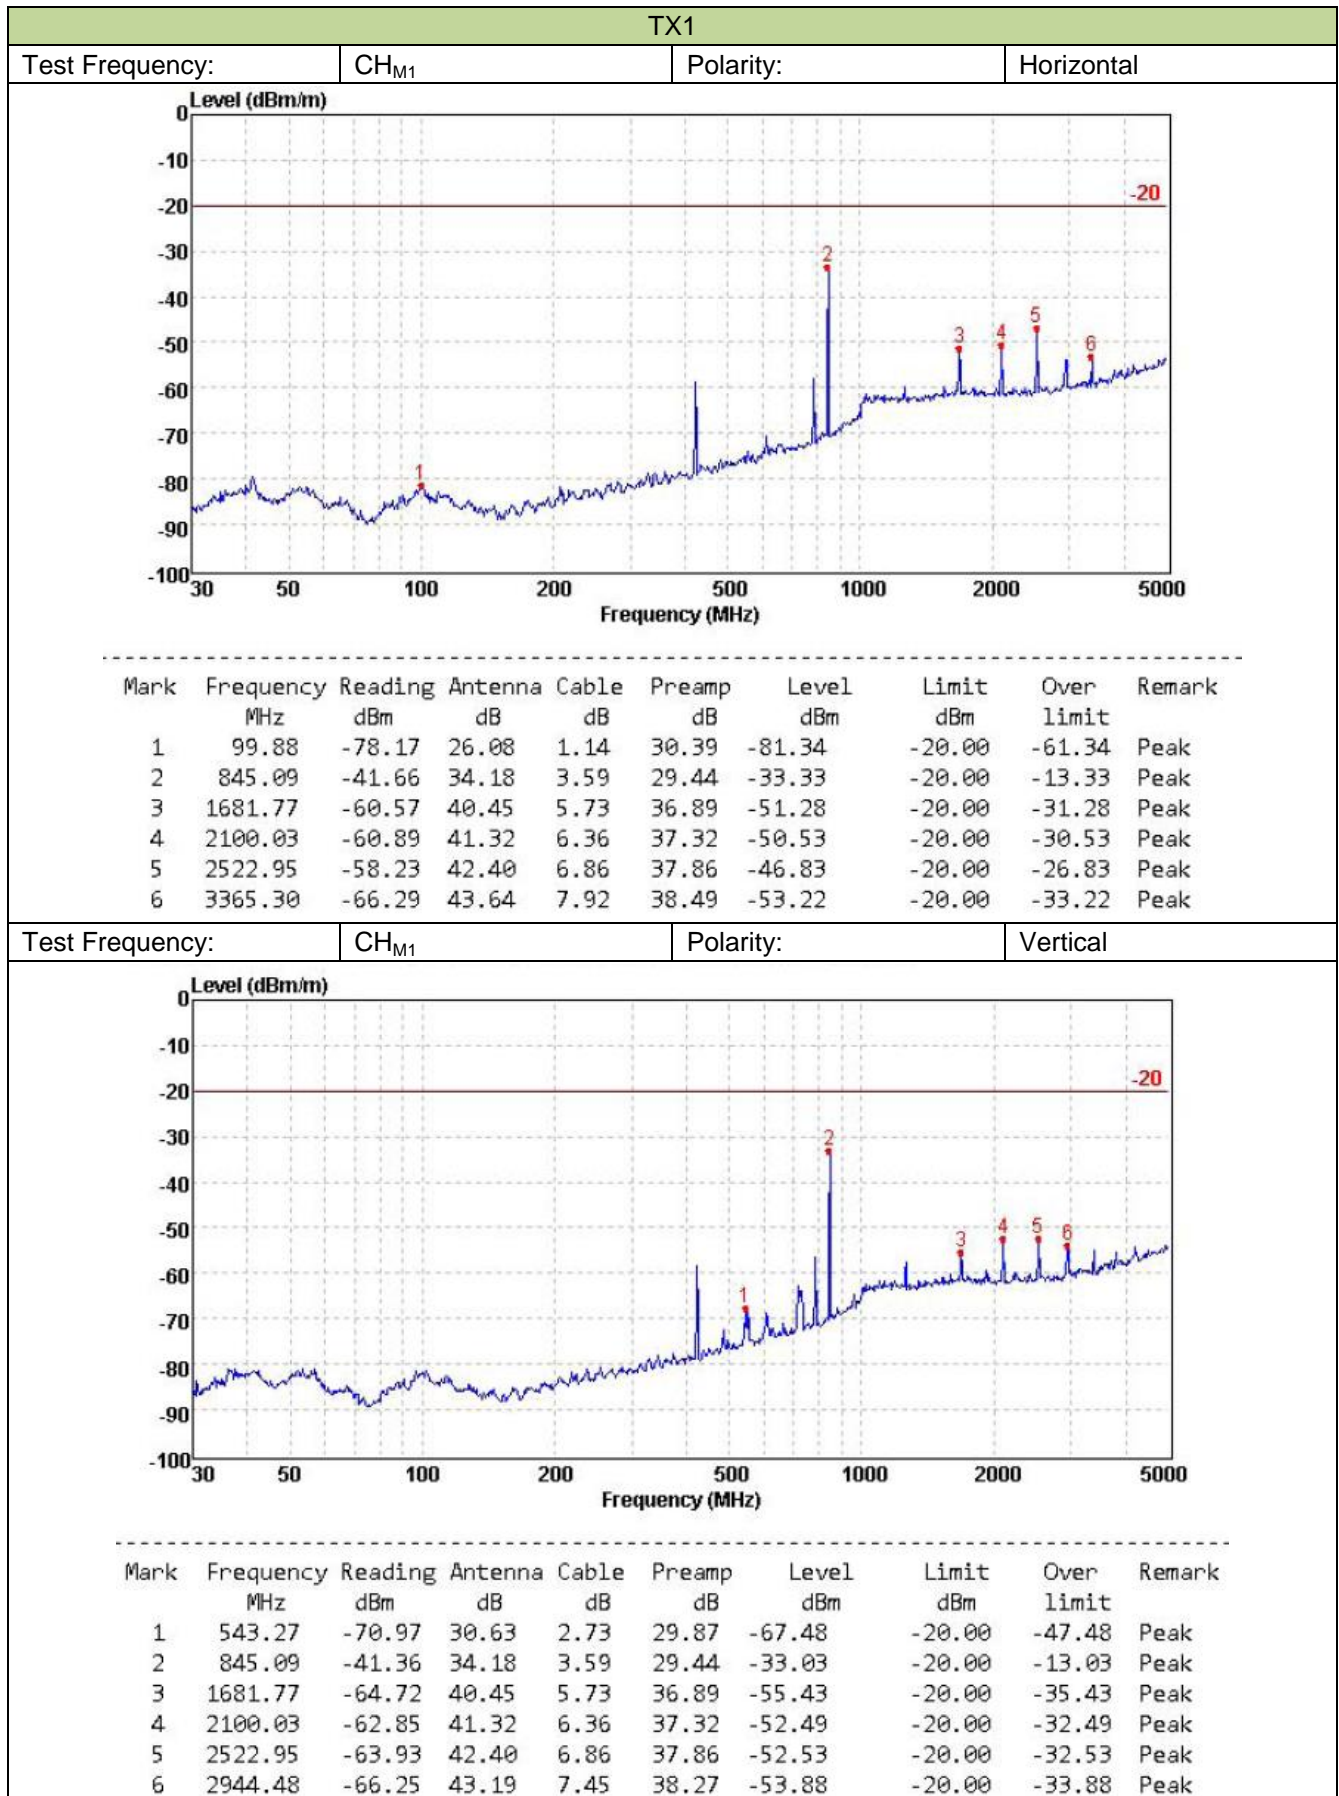 TX1
Test Frequency: CHM1 Polarity: Horizontal
Level (dBm/m)
0
-10
-20
-20
-30
2
-40
5
-50
3 4 6
-60
-70
1
-80
-90
-100
30 50 100 200 500 1000 2000 5000
Frequency (MHz)
Mark Frequency Reading Antenna Cable Preamp Level Limit Over Remark
MHz dBm dB dB dB dBm dBm limit
1 99.88 -78.17 26.08 1.14 30.39 -81.34 -20.00 -61.34 Peak
2 845.09 -41.66 34.18 3.59 29.44 -33.33 -20.00 -13.33 Peak
3 1681.77 -60.57 40.45 5.73 36.89 -51.28 -20.00 -31.28 Peak
4 2100.03 -60.89 41.32 6.36 37.32 -50.53 -20.00 -30.53 Peak
5 2522.95 -58.23 42.40 6.86 37.86 -46.83 -20.00 -26.83 Peak
6 3365.30 -66.29 43.64 7.92 38.49 -53.22 -20.00 -33.22 Peak
Test Frequency: CHM1 Polarity: Vertical
Level (dBm/m)
0
-10
-20
-20
-30
2
-40
-50
3 4 5 6
-60
1
-70
-80
-90
-100
30 50 100 200 500 1000 2000 5000
Frequency (MHz)
Mark Frequency Reading Antenna Cable Preamp Level Limit Over Remark
MHz dBm dB dB dB dBm dBm limit
1 543.27 -70.97 30.63 2.73 29.87 -67.48 -20.00 -47.48 Peak
2 845.09 -41.36 34.18 3.59 29.44 -33.03 -20.00 -13.03 Peak
3 1681.77 -64.72 40.45 5.73 36.89 -55.43 -20.00 -35.43 Peak
4 2100.03 -62.85 41.32 6.36 37.32 -52.49 -20.00 -32.49 Peak
5 2522.95 -63.93 42.40 6.86 37.86 -52.53 -20.00 -32.53 Peak
6 2944.48 -66.25 43.19 7.45 38.27 -53.88 -20.00 -33.88 Peak